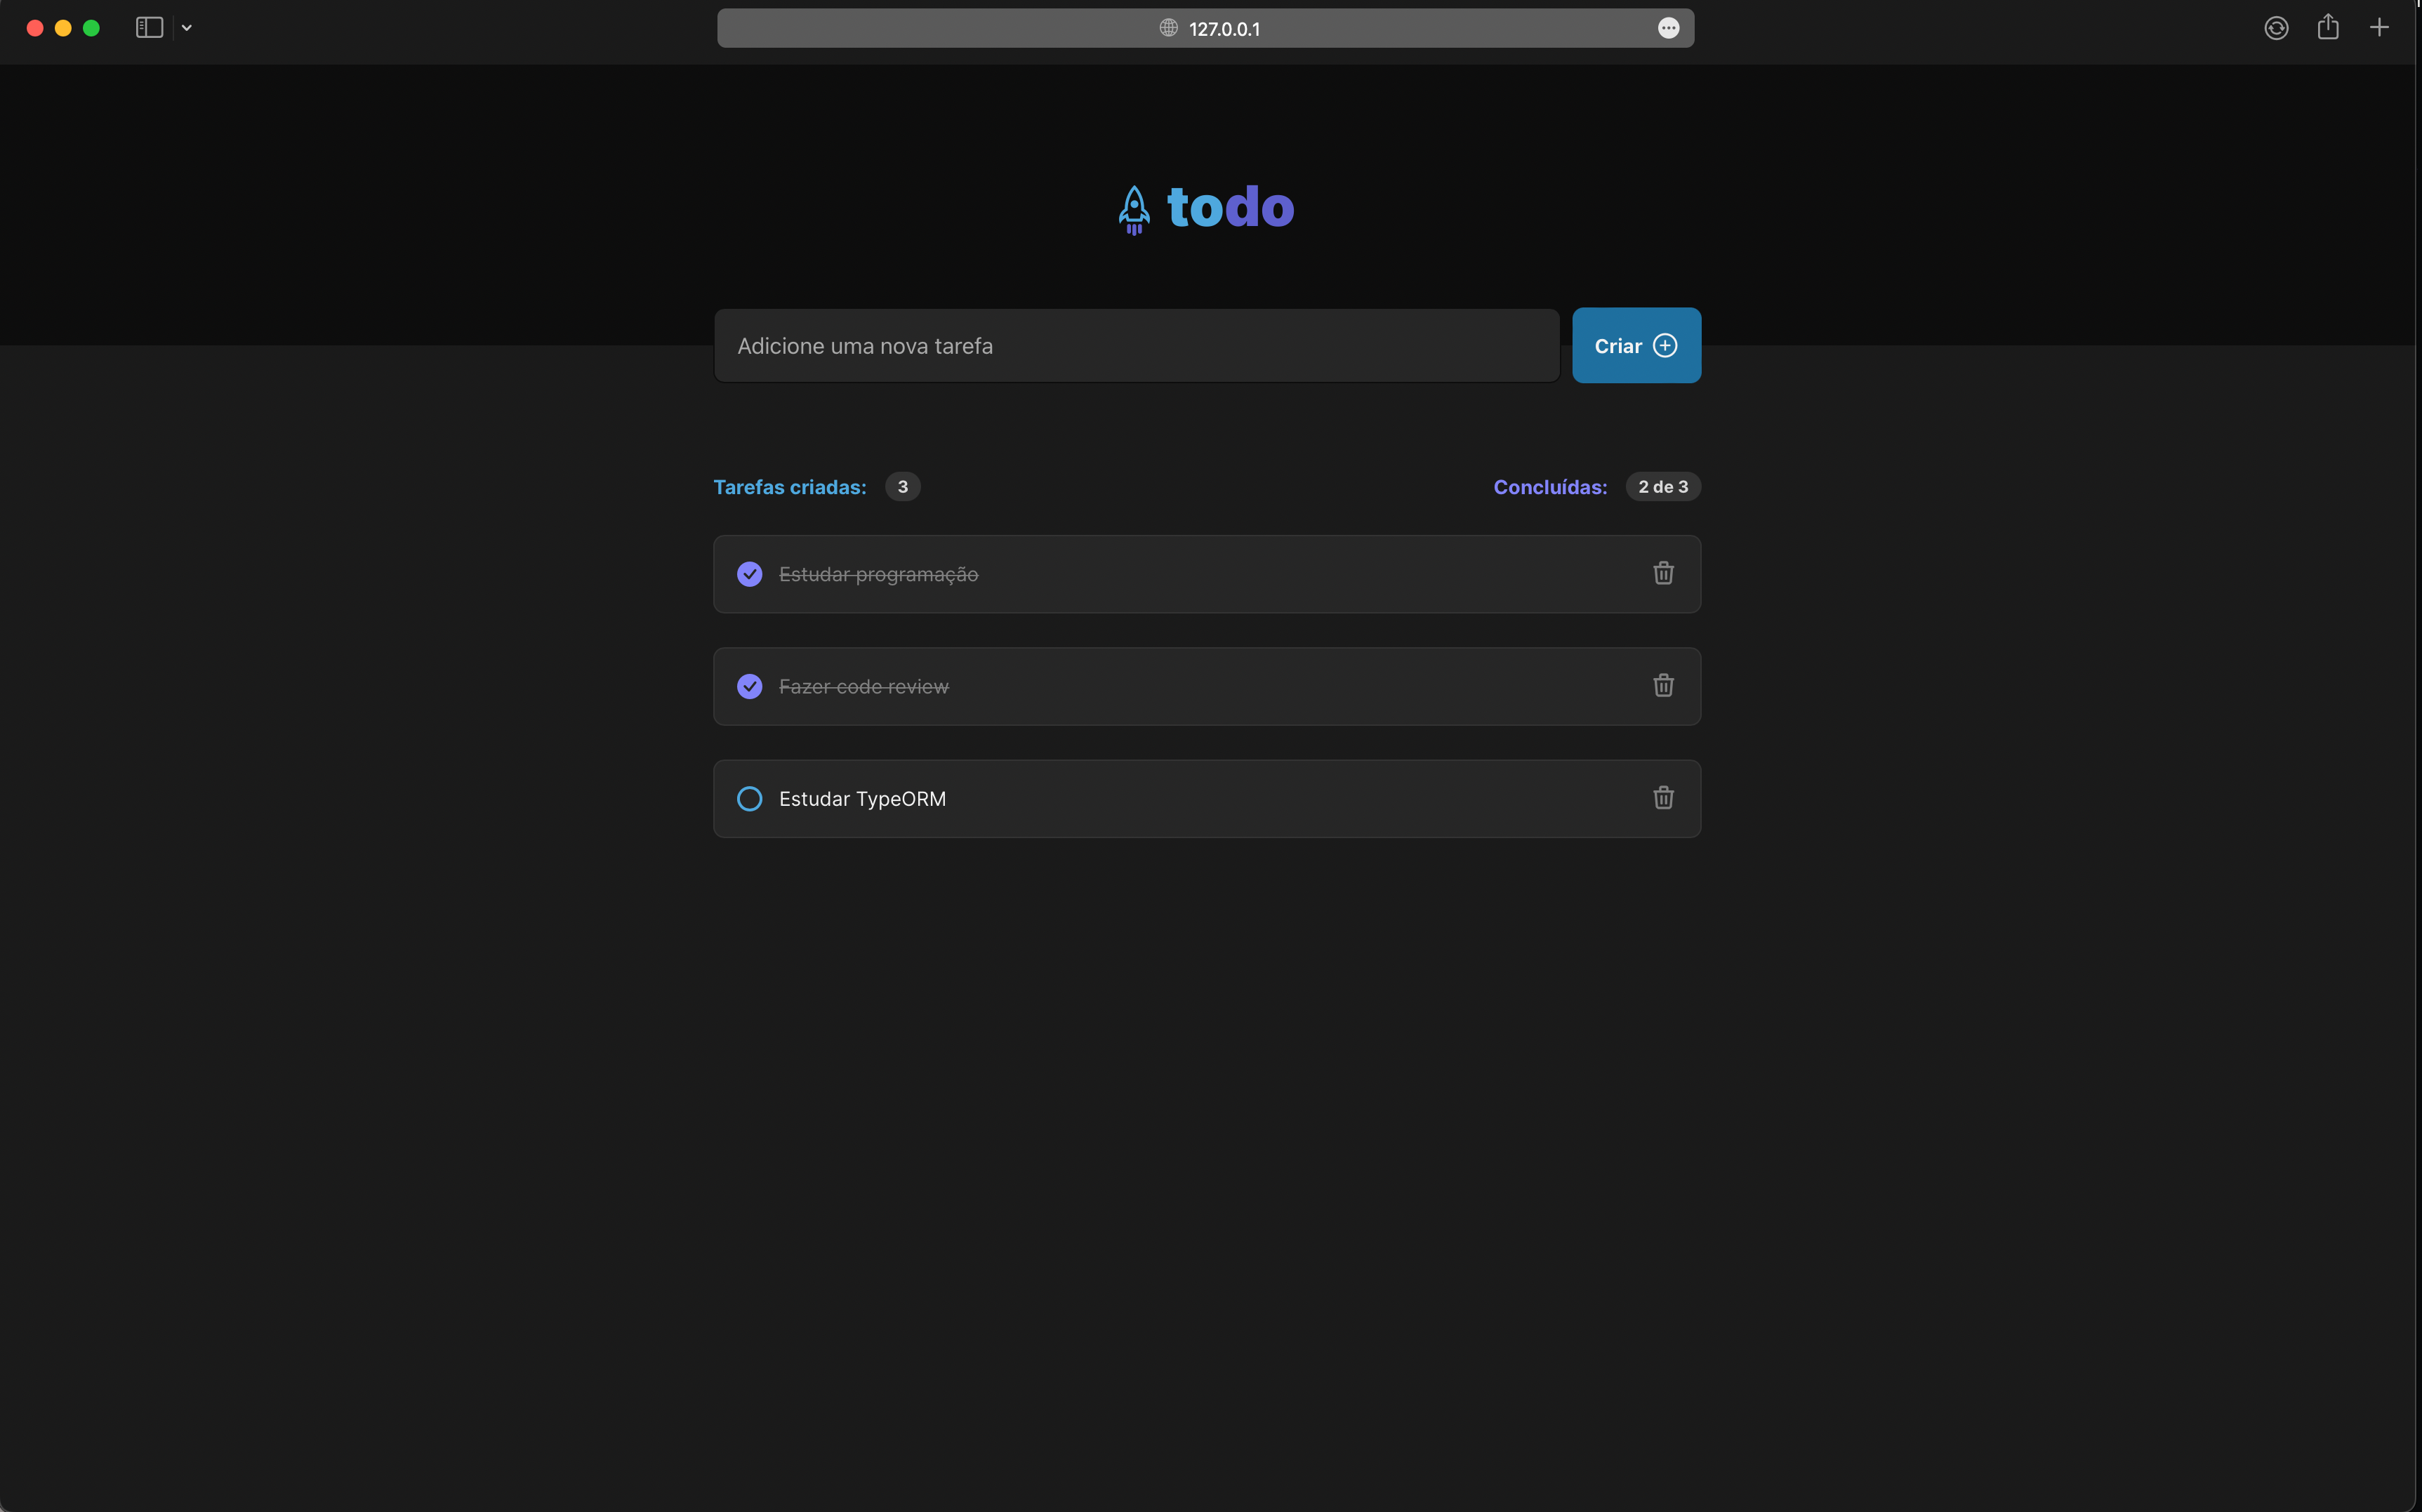 127.0.0.1
todo
Adicione uma nova tarefa
Criar
Tarefas criadas: 3
Concluídas: 2 de 3
Estudar programação
Fazer code review
Estudar TypeORM